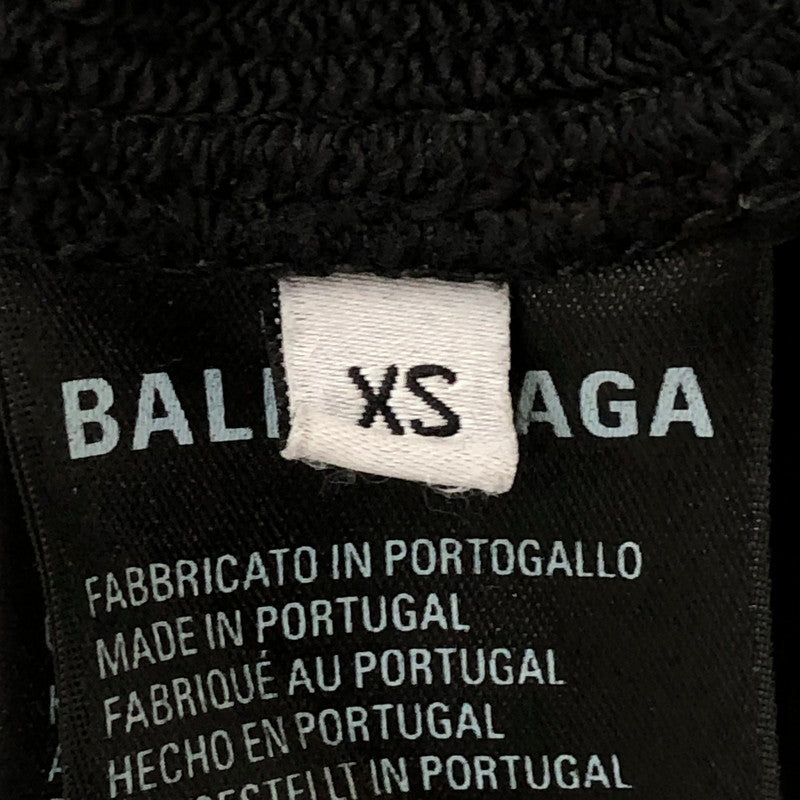 XS
BAL AGA
FABBRICATO IN PORTOGALLO
MADE IN PORTUGAL
FABRIQUÉ AU PORTUGAL
HECHO EN PORTUGAL
IN PORTUGAL